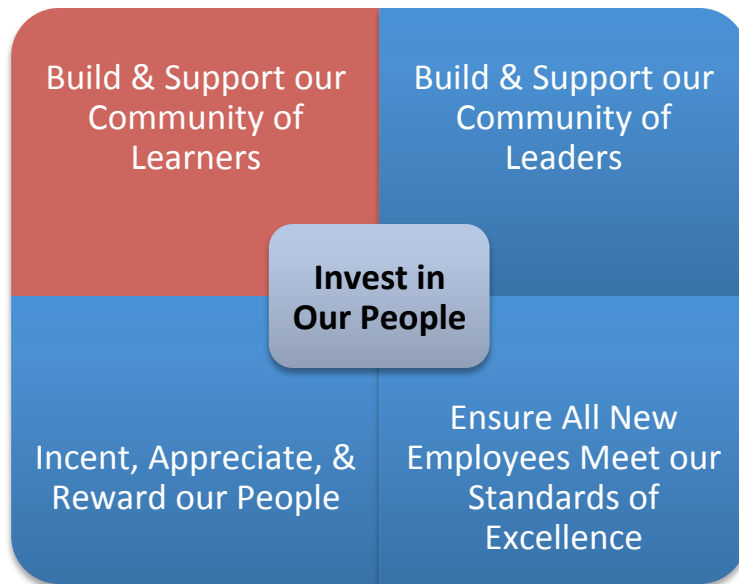 Build & Support our
Community of
Learners
Build & Support our
Community of
Leaders
Invest in
Our People
Incent, Appreciate, &
Reward our People
Ensure All New
Employees Meet our
Standards of
Excellence